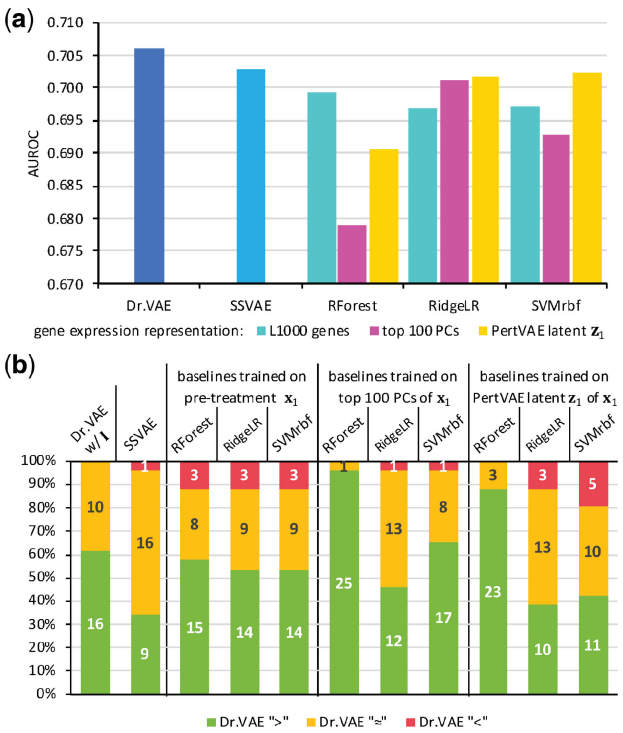 (a)
0.710
0.705
0.700
0.695
0.690
0.685
0.680
0.675
0.670
AUROC
Dr.VAE SSVAE RForest RidgeLR SVMrbf
gene expression representation: L1000 genes top 100 PCs PertVAE latent z₁
(b)
Dr.VAE w/ I
SSVAE
baselines trained on
pre-treatment x₁
RForest RidgeLR SVMrbf
baselines trained on
top 100 PCs of x₁
RForest RidgeLR SVMrbf
baselines trained on
PertVAE latent z₁ of x₁
RForest RidgeLR SVMrbf
100%
90%
80%
70%
60%
50%
40%
30%
20%
10%
0%
10 16
1 16 9
3 8 15
3 9 14
3 9 14
1 25
1 13 12
1 8 17
3 23
3 13 10
5 10 11
Dr.VAE ">" Dr.VAE "≈" Dr.VAE "<"